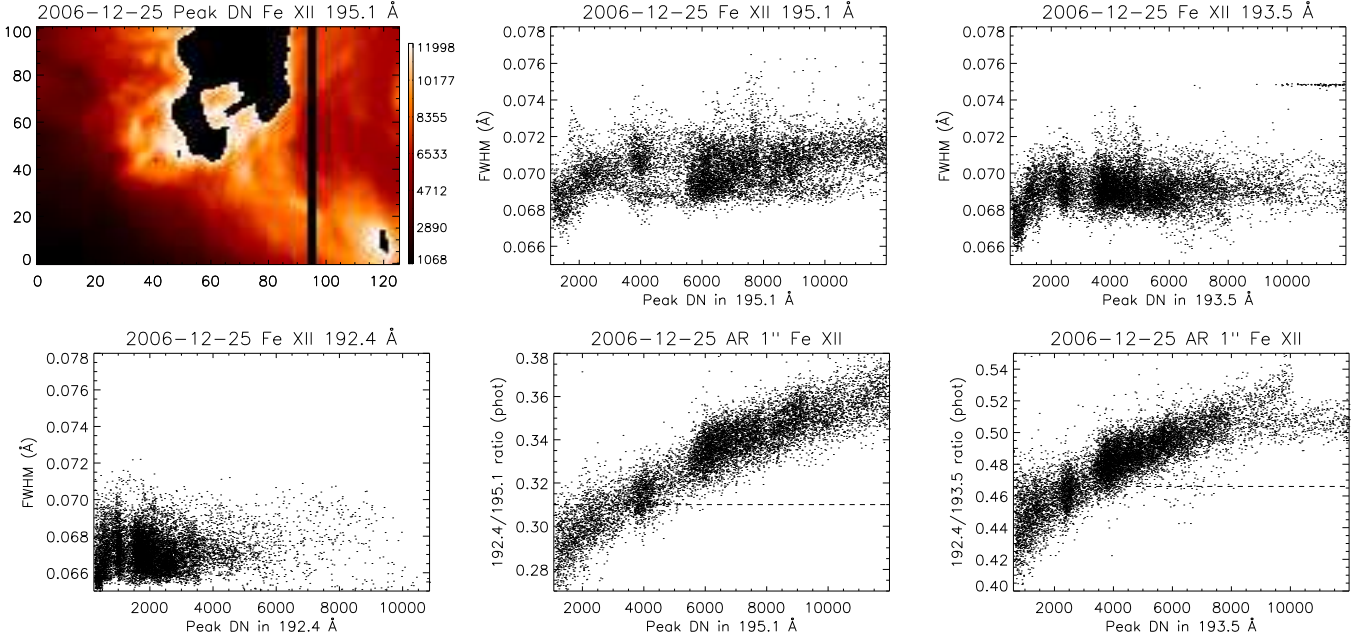 2006-12-25 Peak DN Fe XII 195.1 Å
100
80
60
40
20
0
0 20 40 60 80 100 120
11998
10177
8355
6533
4712
2890
1068
2006-12-25 Fe XII 195.1 Å
FWHM (Å)
0.078
0.076
0.074
0.072
0.070
0.068
0.066
2000 4000 6000 8000 10000
Peak DN in 195.1 Å
2006-12-25 Fe XII 193.5 Å
FWHM (Å)
0.078
0.076
0.074
0.072
0.070
0.068
0.066
2000 4000 6000 8000 10000
Peak DN in 193.5 Å
2006-12-25 Fe XII 192.4 Å
FWHM (Å)
0.078
0.076
0.074
0.072
0.070
0.068
0.066
2000 4000 6000 8000 10000
Peak DN in 192.4 Å
2006-12-25 AR 1'' Fe XII
192.4/195.1 ratio (phot)
0.38
0.36
0.34
0.32
0.30
0.28
2000 4000 6000 8000 10000
Peak DN in 195.1 Å
2006-12-25 AR 1'' Fe XII
192.4/193.5 ratio (phot)
0.54
0.52
0.50
0.48
0.46
0.44
0.42
0.40
2000 4000 6000 8000 10000
Peak DN in 193.5 Å